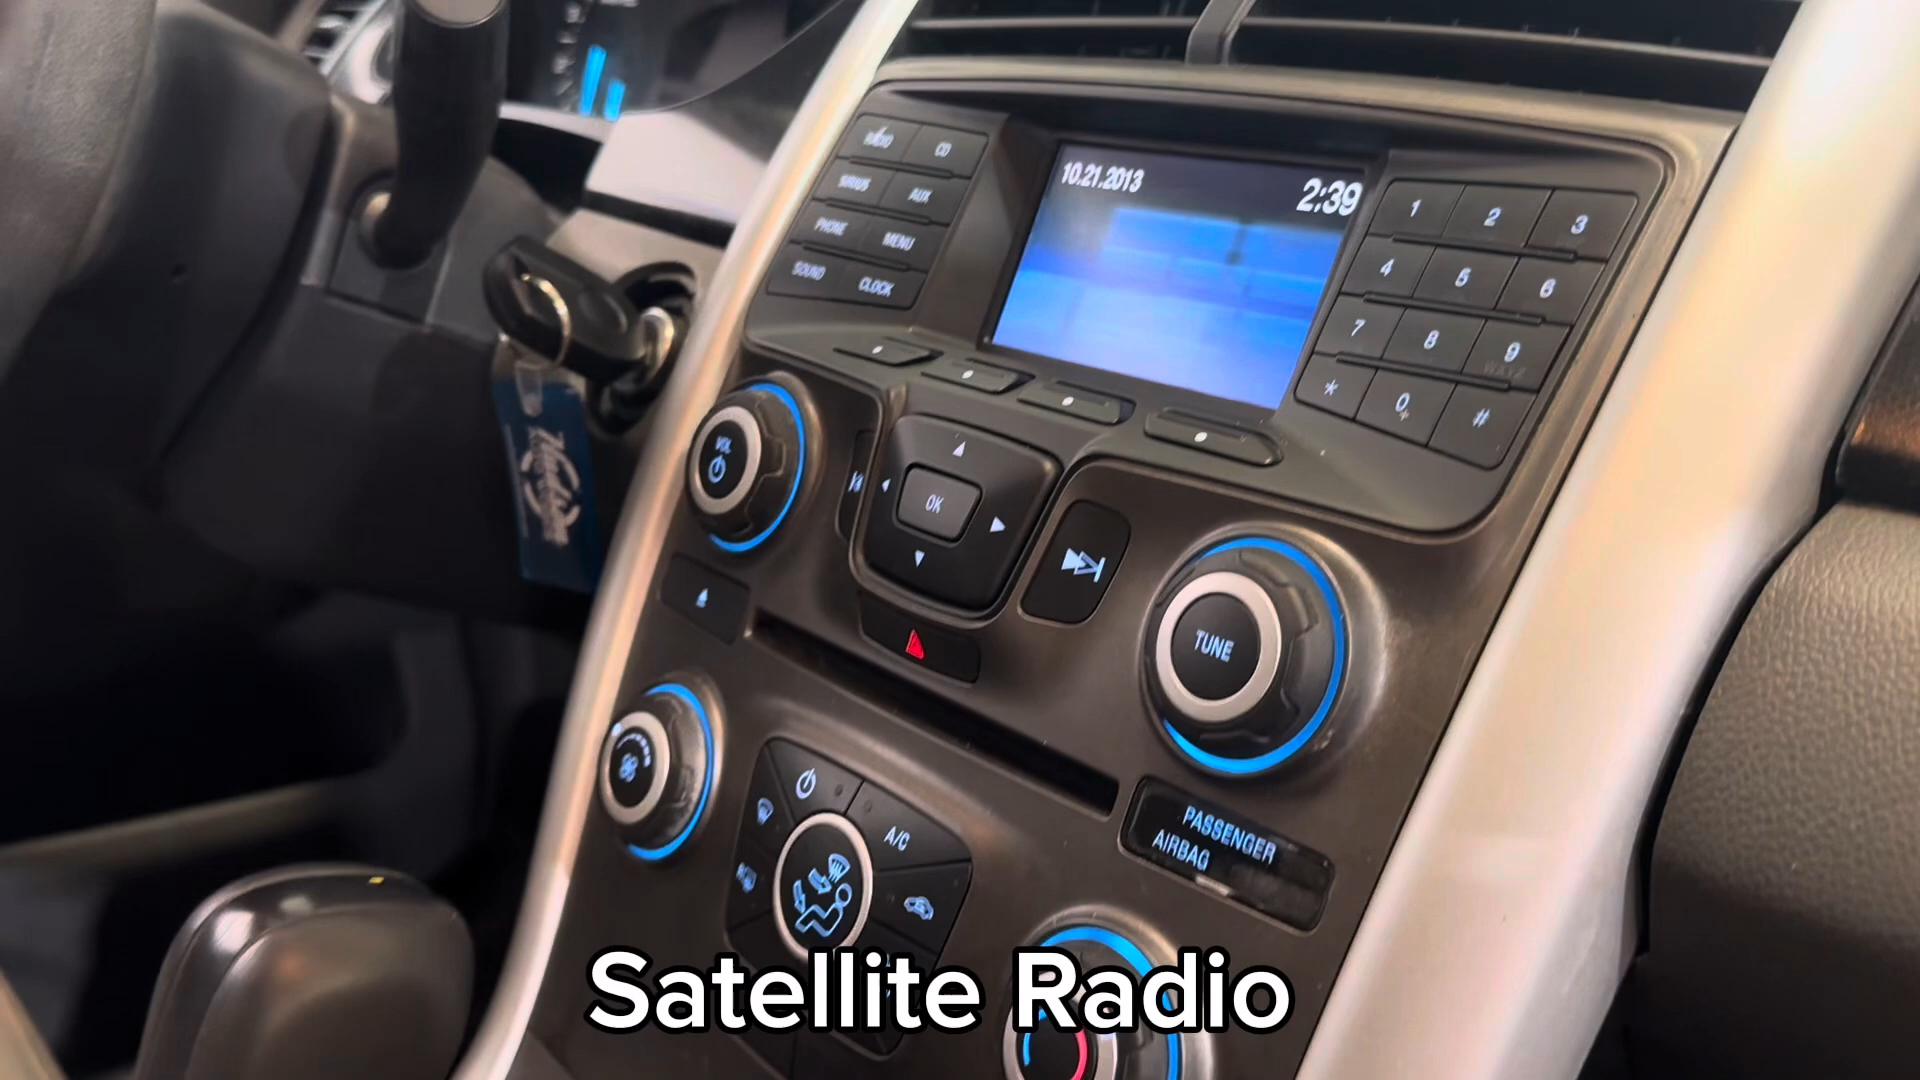 RADIO CD
SIRIUS AUX
PHONE MENU
SOUND CLOCK
10.21.2013 2:39
1 2 3
4 5 6
7 8 9
WXYZ
* 0 #
+
VOL
OK
TUNE
A/C
PASSENGER
AIRBAG
Satellite Radio